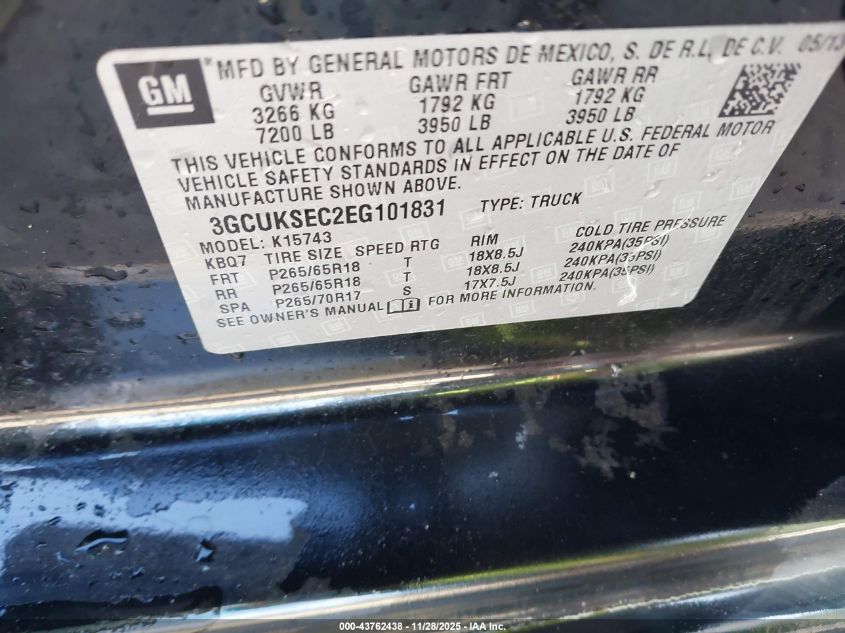 GM
MFD BY GENERAL MOTORS DE MEXICO, S. DE R.L. DE C.V. 05/13
GVWR GAWR FRT GAWR RR
3266 KG 1792 KG 1792 KG
7200 LB 3950 LB 3950 LB
THIS VEHICLE CONFORMS TO ALL APPLICABLE U.S. FEDERAL MOTOR
VEHICLE SAFETY STANDARDS IN EFFECT ON THE DATE OF
MANUFACTURE SHOWN ABOVE.
3GCUKSEC2EG101831 TYPE: TRUCK
MODEL: K15743
KBQ7 TIRE SIZE SPEED RTG RIM COLD TIRE PRESSURE
FRT P265/65R18 T 18X8.5J 240KPA(35PSI)
RR P265/65R18 T 18X8.5J 240KPA(35PSI)
SPA P265/70R17 S 17X7.5J 240KPA(35PSI)
SEE OWNER'S MANUAL FOR MORE INFORMATION.
000-43762438 - 11/28/2025 - IAA Inc.